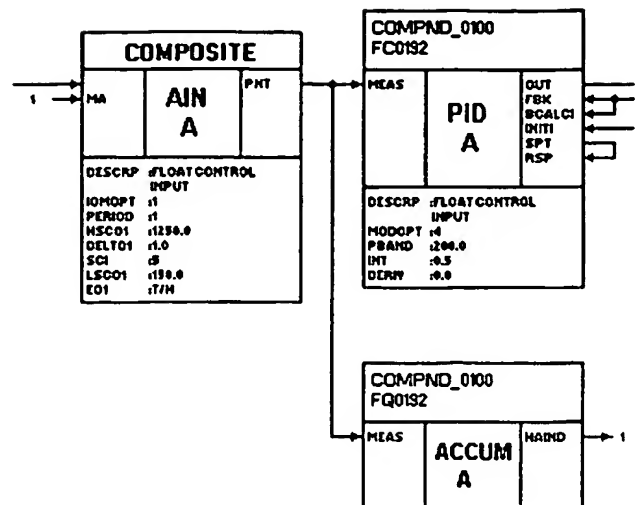 COMPOSITE
1 MA
AIN
A
PNT
DESCRP :FLOAT CONTROL
INPUT
IOMOPT :1
PERIOD :1
HSCO1 :1250.0
DELTO1 :1.0
SCI :5
LSCO1 :150.0
EO1 :T/H
COMPND_0100
FC0192
MEAS
PID
A
OUT
FBK
BCALCI
INITI
SPT
RSP
DESCRP :FLOAT CONTROL
INPUT
MODOPT :4
PBAND :200.0
INT :0.5
DERIV :0.0
COMPND_0100
FQ0192
MEAS
ACCUM
A
HAIND
1